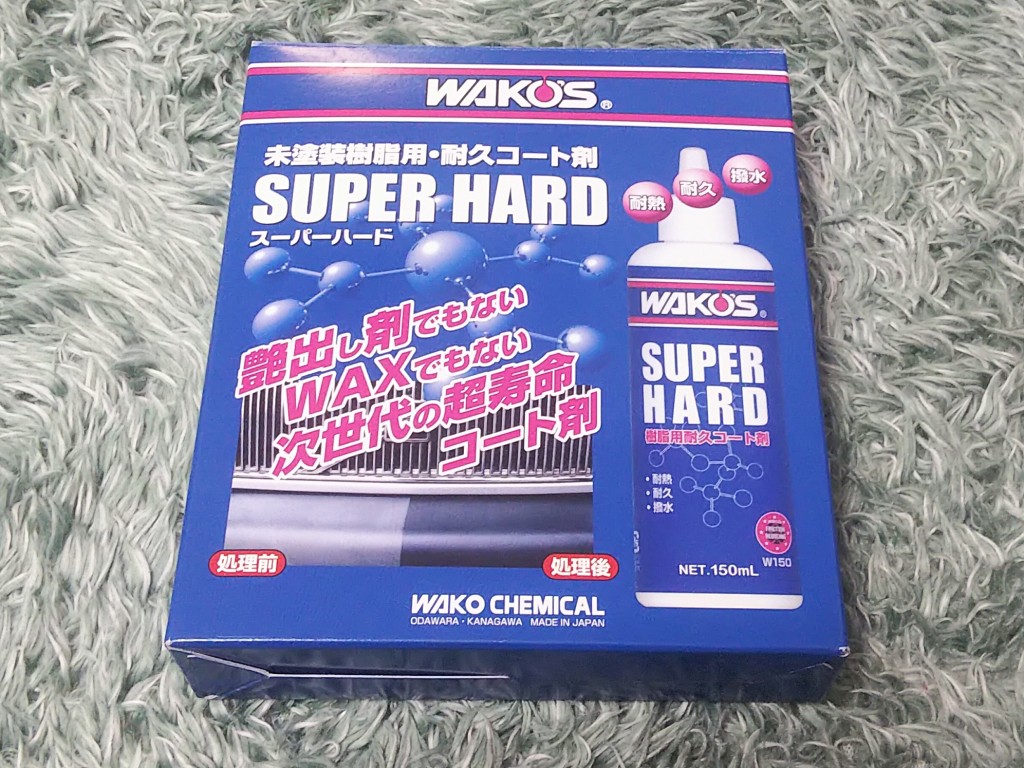 WAKO'S®
未塗装樹脂用・耐久コート剤
SUPER HARD
スーパーハード
耐熱
耐久
撥水
艶出し剤でもない
WAXでもない
次世代の超寿命
コート剤
処理前
処理後
WAKO CHEMICAL
ODAWARA・KANAGAWA MADE IN JAPAN
WAKO'S®
SUPER
HARD
樹脂用耐久コート剤
・耐熱
・耐久
・撥水
W150
NET.150mL